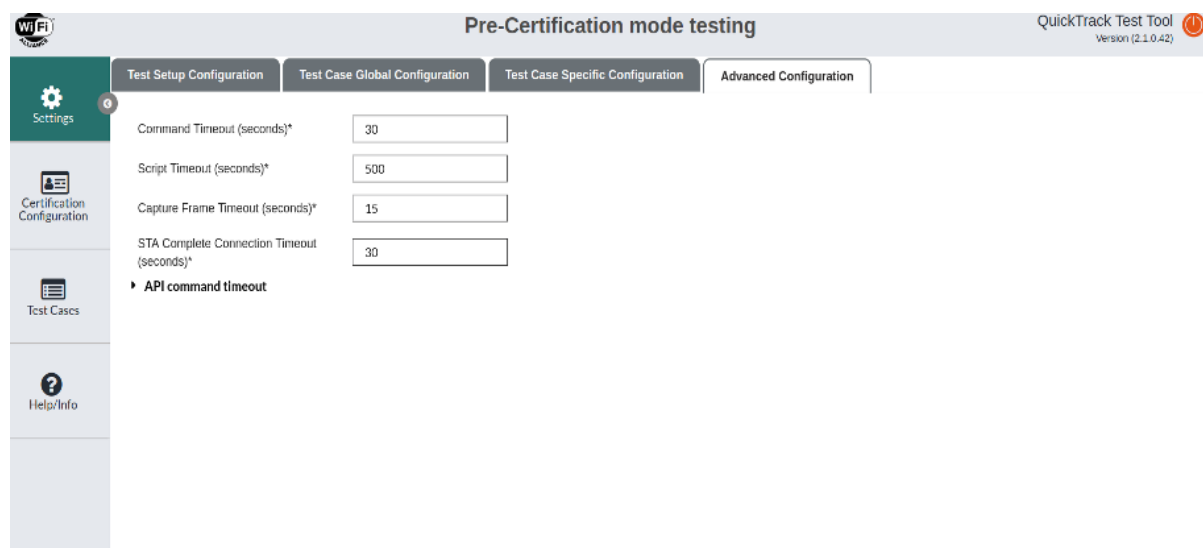 Wi Fi
ALLIANCE
Pre-Certification mode testing
QuickTrack Test Tool
Version (2.1.0.42)
Settings
Certification
Configuration
Test Cases
Help/Info
Test Setup Configuration
Test Case Global Configuration
Test Case Specific Configuration
Advanced Configuration
Command Timeout (seconds)*
30
Script Timeout (seconds)*
500
Capture Frame Timeout (seconds)*
15
STA Complete Connection Timeout
(seconds)*
30
API command timeout